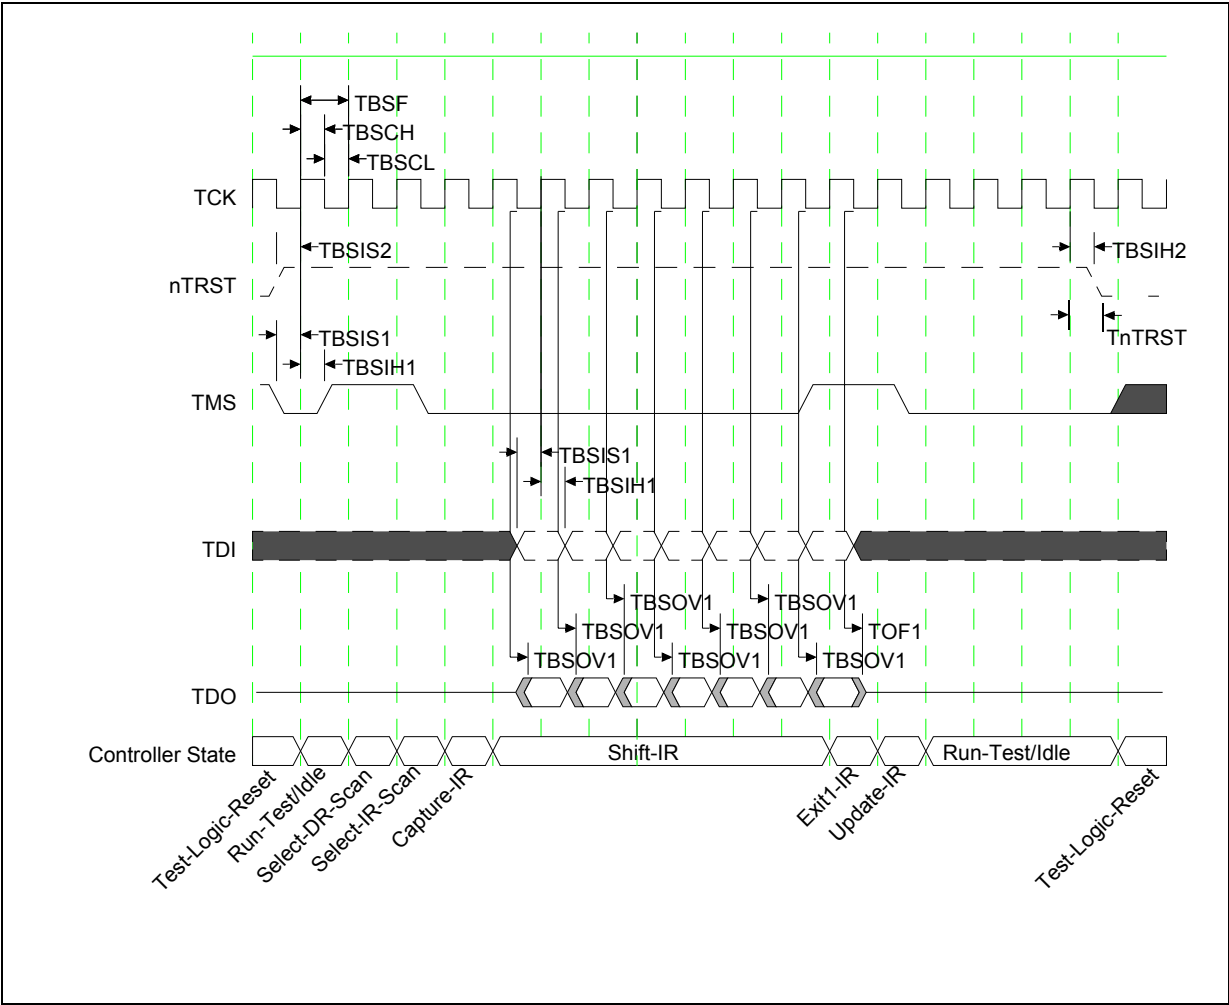 TBSF
TBSCH
TBSCL
TCK
TBSIS2
TBSIH2
nTRST
TBSIS1
TnTRST
TBSIH1
TMS
TBSIS1
TBSIH1
TDI
TBSOV1 TBSOV1
TBSOV1 TBSOV1 TOF1
TBSOV1 TBSOV1 TBSOV1
TDO
Controller State Shift-IR Run-Test/Idle
Test-Logic-Reset
Run-Test/Idle
Select-DR-Scan
Select-IR-Scan
Capture-IR
Exit1-IR
Update-IR
Test-Logic-Reset